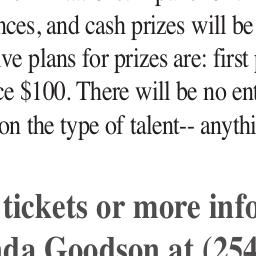 nces, and cash prizes will be
ve plans for prizes are: first
ce $100. There will be no ent
on the type of talent-- anythi
tickets or more info
nda Goodson at (254